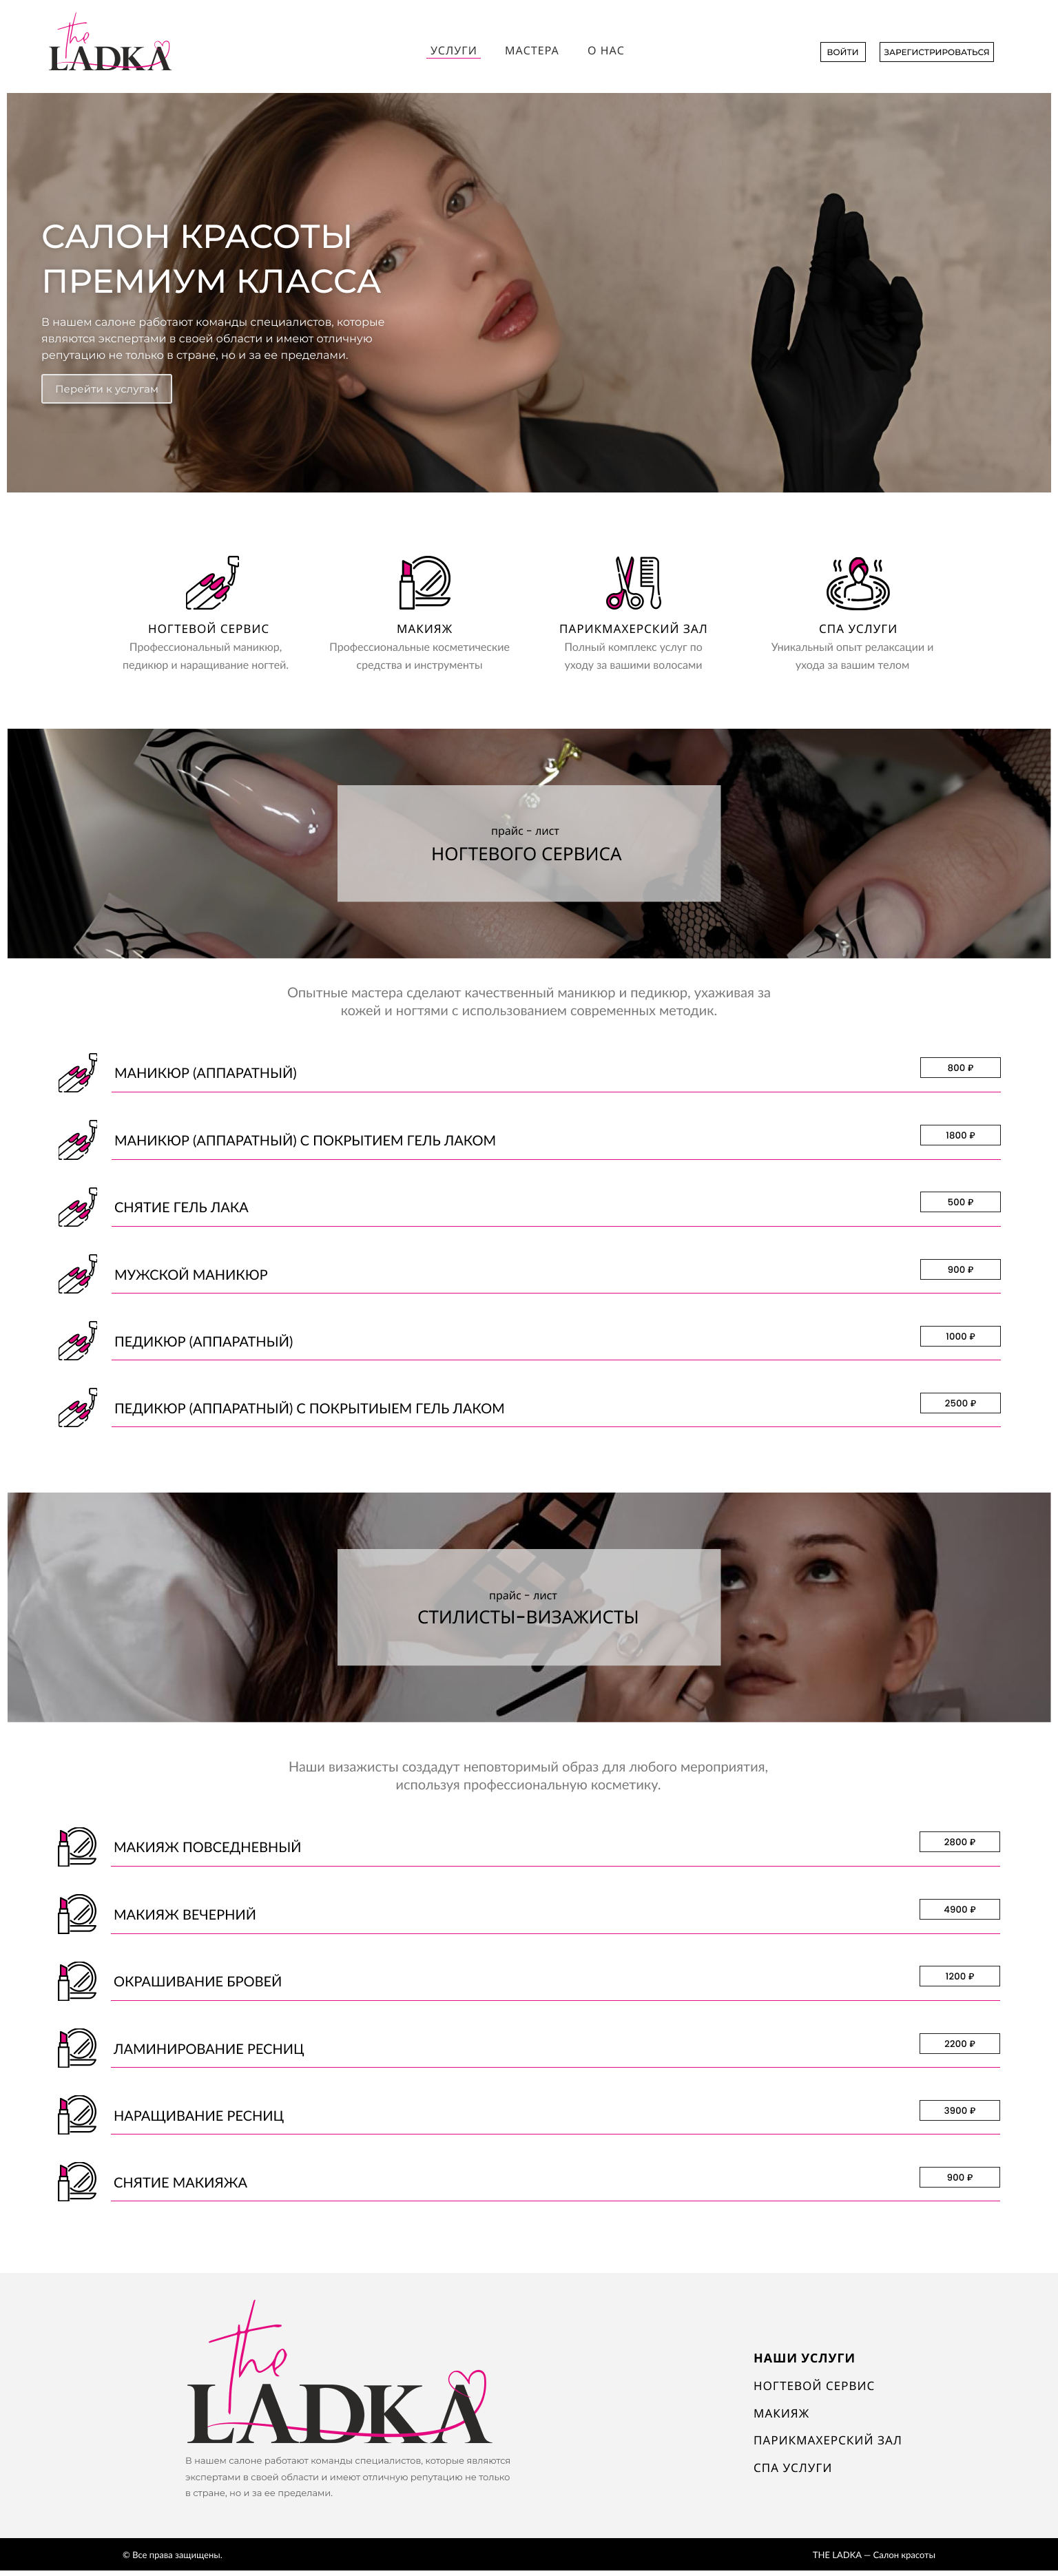 the
LADKA
УСЛУГИ
МАСТЕРА
О НАС
ВОЙТИ
ЗАРЕГИСТРИРОВАТЬСЯ
САЛОН КРАСОТЫ
ПРЕМИУМ КЛАССА
В нашем салоне работают команды специалистов, которые
являются экспертами в своей области и имеют отличную
репутацию не только в стране, но и за ее пределами.
Перейти к услугам
НОГТЕВОЙ СЕРВИС
Профессиональный маникюр,
педикюр и наращивание ногтей.
МАКИЯЖ
Профессиональные косметические
средства и инструменты
ПАРИКМАХЕРСКИЙ ЗАЛ
Полный комплекс услуг по
уходу за вашими волосами
СПА УСЛУГИ
Уникальный опыт релаксации и
ухода за вашим телом
прайс - лист
НОГТЕВОГО СЕРВИСА
Опытные мастера сделают качественный маникюр и педикюр, ухаживая за
кожей и ногтями с использованием современных методик.
МАНИКЮР (АППАРАТНЫЙ)
800 ₽
МАНИКЮР (АППАРАТНЫЙ) С ПОКРЫТИЕМ ГЕЛЬ ЛАКОМ
1800 ₽
СНЯТИЕ ГЕЛЬ ЛАКА
500 ₽
МУЖСКОЙ МАНИКЮР
900 ₽
ПЕДИКЮР (АППАРАТНЫЙ)
1000 ₽
ПЕДИКЮР (АППАРАТНЫЙ) С ПОКРЫТИЫЕМ ГЕЛЬ ЛАКОМ
2500 ₽
прайс - лист
СТИЛИСТЫ-ВИЗАЖИСТЫ
Наши визажисты создадут неповторимый образ для любого мероприятия,
используя профессиональную косметику.
МАКИЯЖ ПОВСЕДНЕВНЫЙ
2800 ₽
МАКИЯЖ ВЕЧЕРНИЙ
4900 ₽
ОКРАШИВАНИЕ БРОВЕЙ
1200 ₽
ЛАМИНИРОВАНИЕ РЕСНИЦ
2200 ₽
НАРАЩИВАНИЕ РЕСНИЦ
3900 ₽
СНЯТИЕ МАКИЯЖА
900 ₽
the
LADKA
В нашем салоне работают команды специалистов, которые являются
экспертами в своей области и имеют отличную репутацию не только
в стране, но и за ее пределами.
НАШИ УСЛУГИ
НОГТЕВОЙ СЕРВИС
МАКИЯЖ
ПАРИКМАХЕРСКИЙ ЗАЛ
СПА УСЛУГИ
© Все права защищены.
THE LADKA — Салон красоты